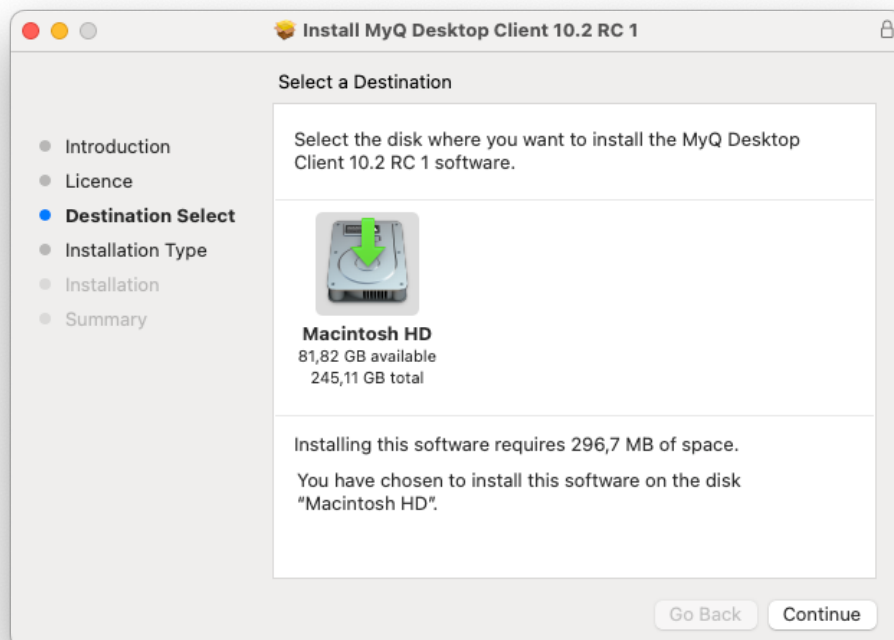 Install MyQ Desktop Client 10.2 RC 1
Select a Destination
Introduction
Licence
Destination Select
Installation Type
Installation
Summary
Select the disk where you want to install the MyQ Desktop
Client 10.2 RC 1 software.
Macintosh HD
81,82 GB available
245,11 GB total
Installing this software requires 296,7 MB of space.
You have chosen to install this software on the disk
“Macintosh HD”.
Go Back
Continue